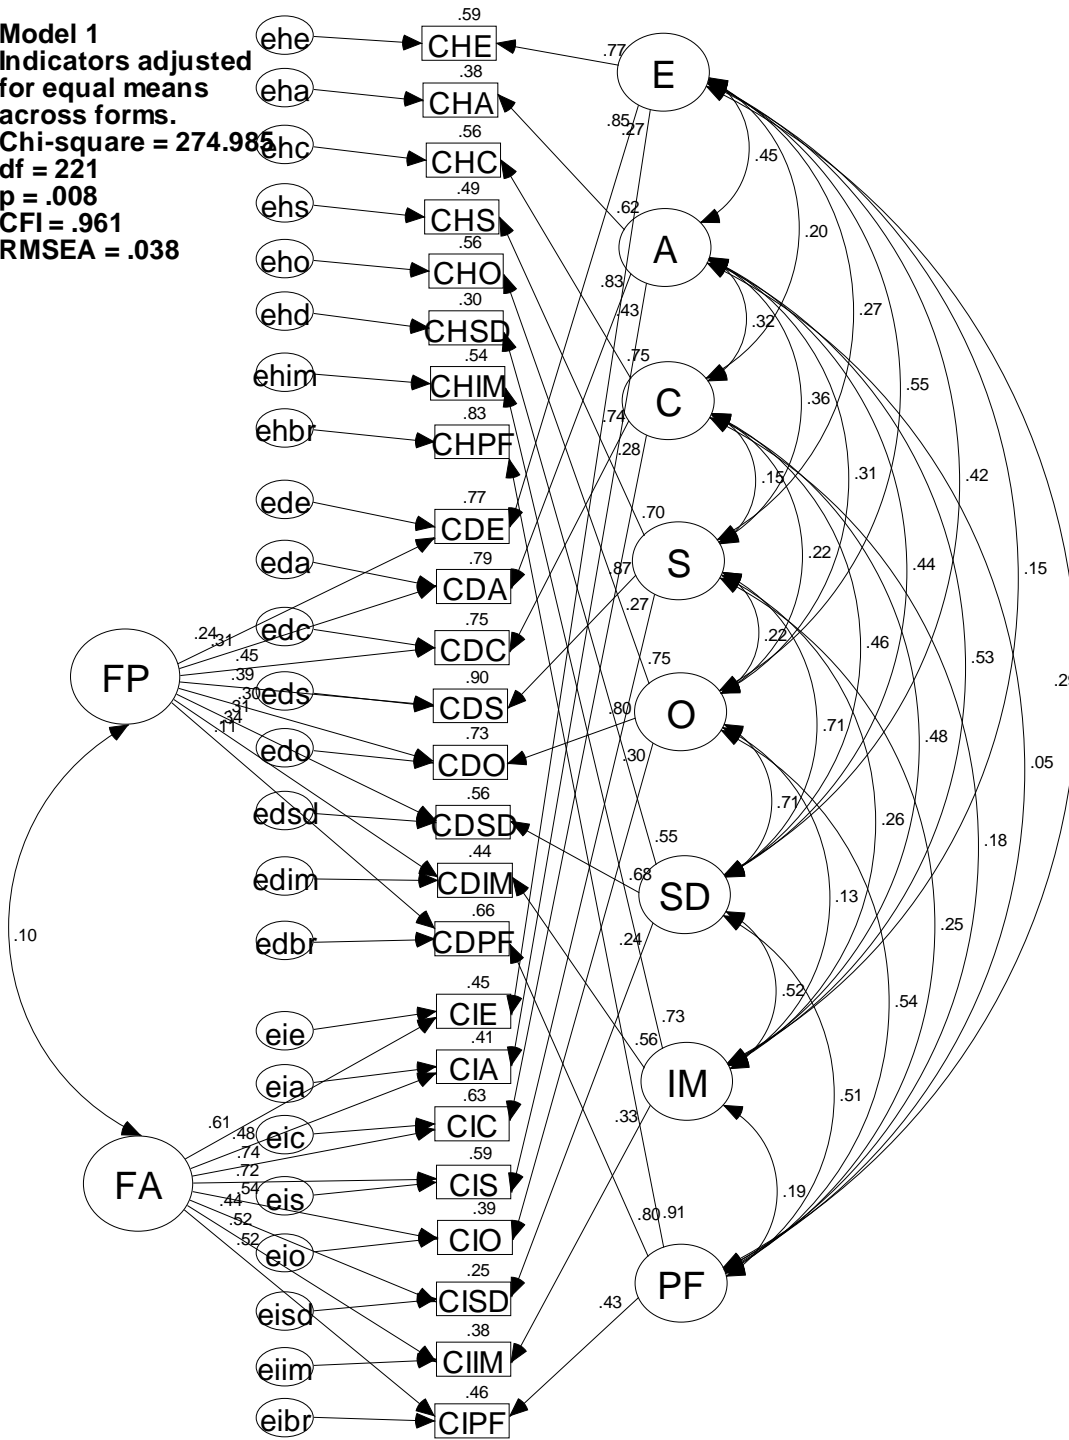 Model 1
Indicators adjusted
for equal means
across forms.
Chi-square = 274.985
df = 221
p = .008
CFI = .961
RMSEA = .038
.59
ehe
CHE
.77
E
.38
eha
CHA
.85
.27
.45
.56
ehc
CHC
.49
ehs
CHS
.62
A
.20
.56
eho
CHO
.83
.43
.27
.30
ehd
CHSD
.32
.54
ehim
CHIM
.75
C
.36
.55
.83
ehbr
CHPF
.74
.28
.15
.31
.42
.77
ede
CDE
.70
S
.22
.44
.15
.79
eda
CDA
.87
.27
.75
edc
CDC
.22
.46
.53
.24
.31
.45
.75
FP
.39
.90
eds
CDS
.30
.31
.34
.11
O
.80
.71
.48
.29
.73
edo
CDO
.30
.05
.56
edsd
CDSD
.71
.26
.18
.44
edim
CDIM
.55
.68
SD
.13
.25
.66
edbr
CDPF
.10
.24
.45
eie
CIE
.52
.54
.41
eia
CIA
.73
.56
IM
.51
.63
eic
CIC
.61
.48
.74
.33
.59
eis
CIS
.72
FA
.54
.44
.52
.52
.19
.39
eio
CIO
.80
.91
.25
eisd
CISD
PF
.43
.38
eiim
CIIM
.46
eibr
CIPF